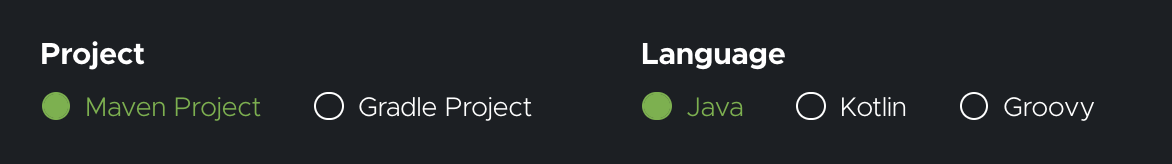 Project
Language
Maven Project
Gradle Project
Java
Kotlin
Groovy